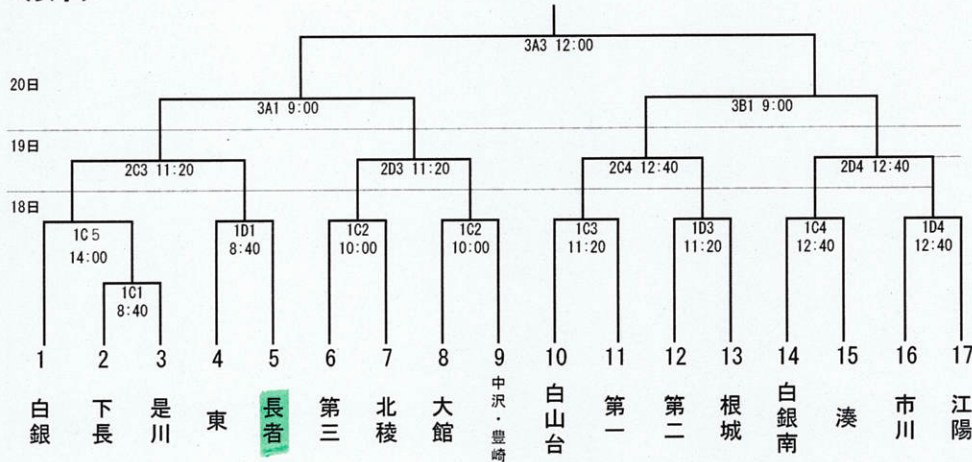 3A3 12:00
20日
3A1 9:00
3B1 9:00
19日
2C3 11:20
2D3 11:20
2C4 12:40
2D4 12:40
18日
1C5
14:00
1D1
8:40
1C2
10:00
1C2
10:00
1C3
11:20
1D3
11:20
1C4
12:40
1D4
12:40
1C1
8:40
1 2 3 4 5 6 7 8 9 10 11 12 13 14 15 16 17
白銀
下長
是川
東
長者
第三
北稜
大館
中沢・豊崎
白山台
第一
第二
根城
白銀南
湊
市川
江陽